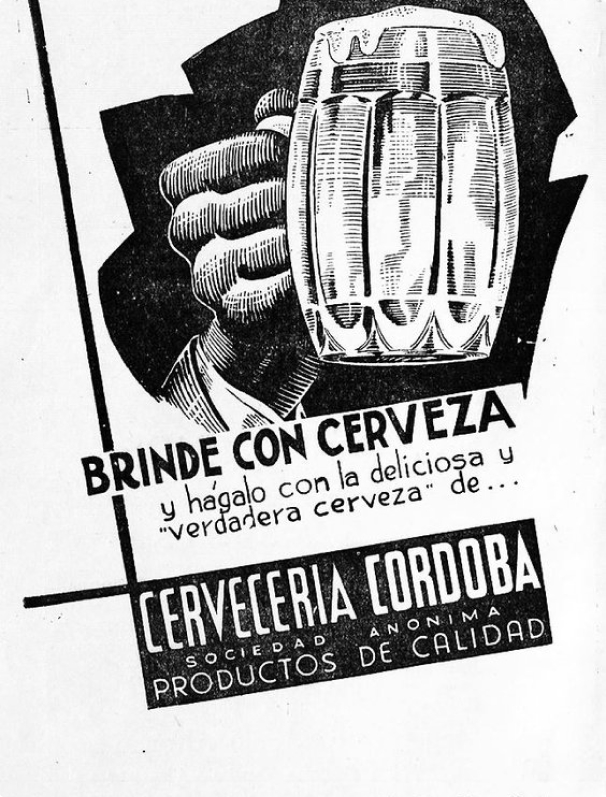 BRINDE CON CERVEZA
y hágalo con la deliciosa y
"verdadera cerveza" de...
CERVECERIA CORDOBA
SOCIEDAD ANONIMA
PRODUCTOS DE CALIDAD